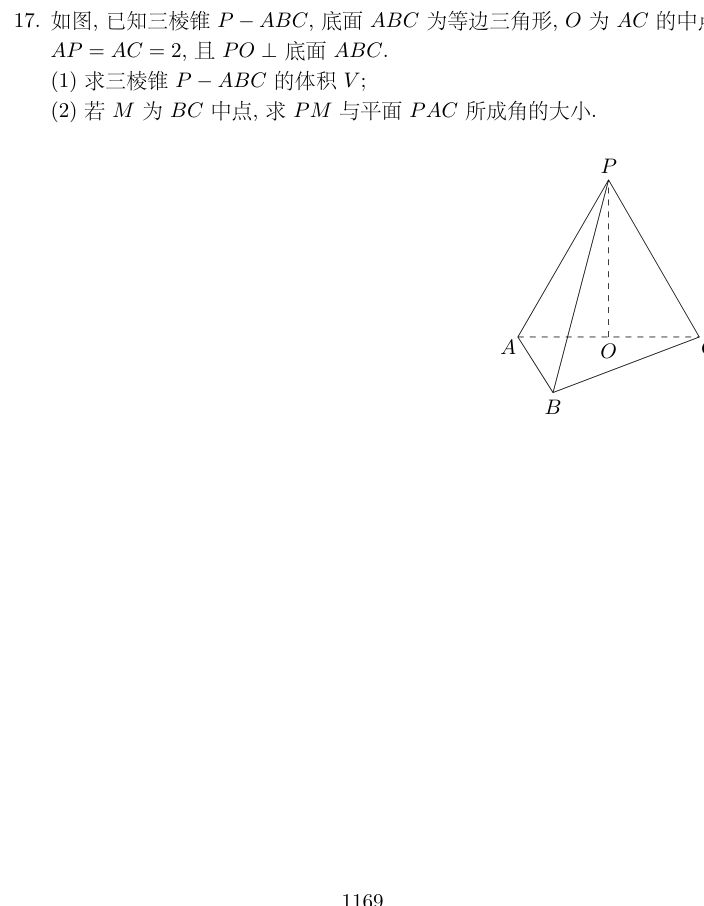 17. 如图, 已知三棱锥 P − ABC, 底面 ABC 为等边三角形, O 为 AC 的中
AP = AC = 2, 且 PO ⊥ 底面 ABC.
(1) 求三棱锥 P − ABC 的体积 V;
(2) 若 M 为 BC 中点, 求 PM 与平面 PAC 所成角的大小.
P
A
O
B
1169